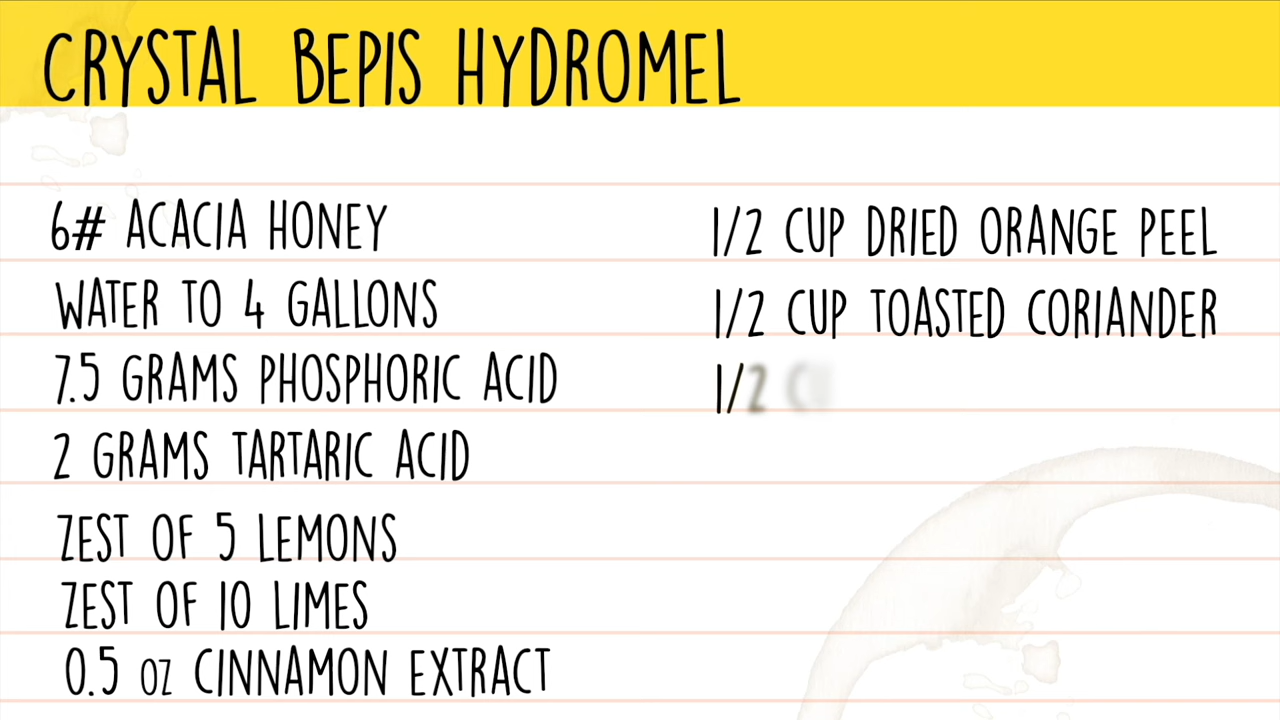 CRYSTAL BEPIS HYDROMEL
6# ACACIA HONEY
WATER TO 4 GALLONS
7.5 GRAMS PHOSPHORIC ACID
2 GRAMS TARTARIC ACID
ZEST OF 5 LEMONS
ZEST OF 10 LIMES
0.5 OZ CINNAMON EXTRACT
1/2 CUP DRIED ORANGE PEEL
1/2 CUP TOASTED CORIANDER
1/2